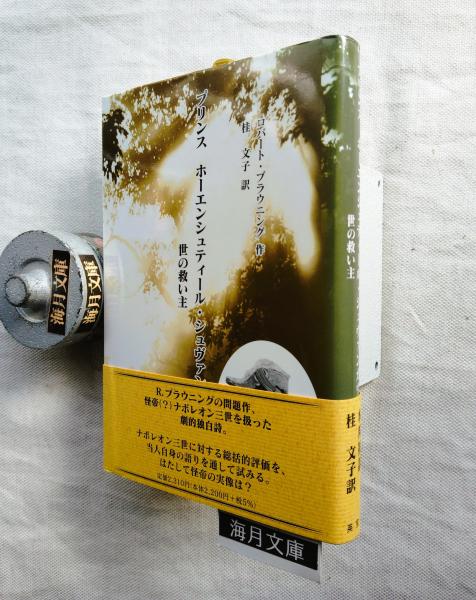 ロバート・ブラウニング 作
桂 文子 訳
プリンス ホーエンシュティール・シュヴァン
世の救い主
R.ブラウニングの問題作、
怪帝(?)ナポレオン三世を扱った
劇的独白詩。
ナポレオン三世に対する総括的評価を、
当人自身の語りを通して試みる。
はたして怪帝の実像は?
定価2,310円(本体2,200円+税5%)
世の救い主
桂 文子訳
英
海月文庫
海月文庫